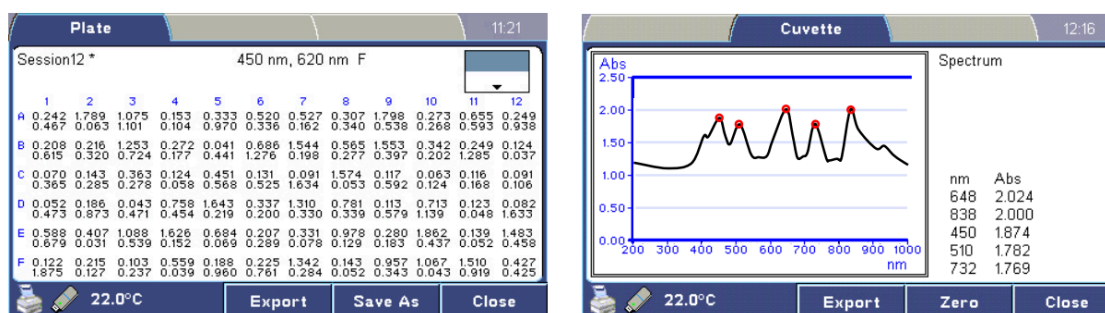 Plate 11:21
Session12 * 450 nm, 620 nm F
1 2 3 4 5 6 7 8 9 10 11 12
A 0.242 1.789 1.075 0.153 0.333 0.520 0.527 0.307 1.798 0.273 0.655 0.249
0.467 0.063 1.101 0.104 0.970 0.336 0.162 0.340 0.538 0.268 0.593 0.938
B 0.208 0.216 1.253 0.272 0.041 0.686 1.544 0.565 1.553 0.342 0.249 0.124
0.615 0.320 0.724 0.177 0.441 1.276 0.198 0.277 0.397 0.202 1.285 0.037
C 0.070 0.143 0.363 0.124 0.451 0.131 0.091 1.574 0.117 0.063 0.116 0.091
0.365 0.285 0.278 0.058 0.568 0.525 1.634 0.053 0.592 0.124 0.168 0.106
D 0.052 0.186 0.043 0.758 1.643 0.337 1.310 0.781 0.113 0.713 0.123 0.082
0.473 0.873 0.471 0.454 0.219 0.200 0.330 0.339 0.579 1.139 0.048 1.633
E 0.588 0.407 1.088 1.626 0.684 0.207 0.331 0.978 0.280 1.862 0.139 1.483
0.679 0.031 0.539 0.152 0.069 0.289 0.078 0.129 0.183 0.437 0.052 0.458
F 0.122 0.215 0.103 0.559 0.188 0.225 1.342 0.143 0.957 1.067 1.510 0.427
1.875 0.127 0.237 0.039 0.960 0.761 0.284 0.052 0.343 0.043 0.919 0.425
22.0°C Export Save As Close
Cuvette 12:16
Abs
2.50
2.00
1.50
1.00
0.50
0.00
200 300 400 500 600 700 800 900 1000
nm
Spectrum
nm Abs
648 2.024
838 2.000
450 1.874
510 1.782
732 1.769
22.0°C Export Zero Close